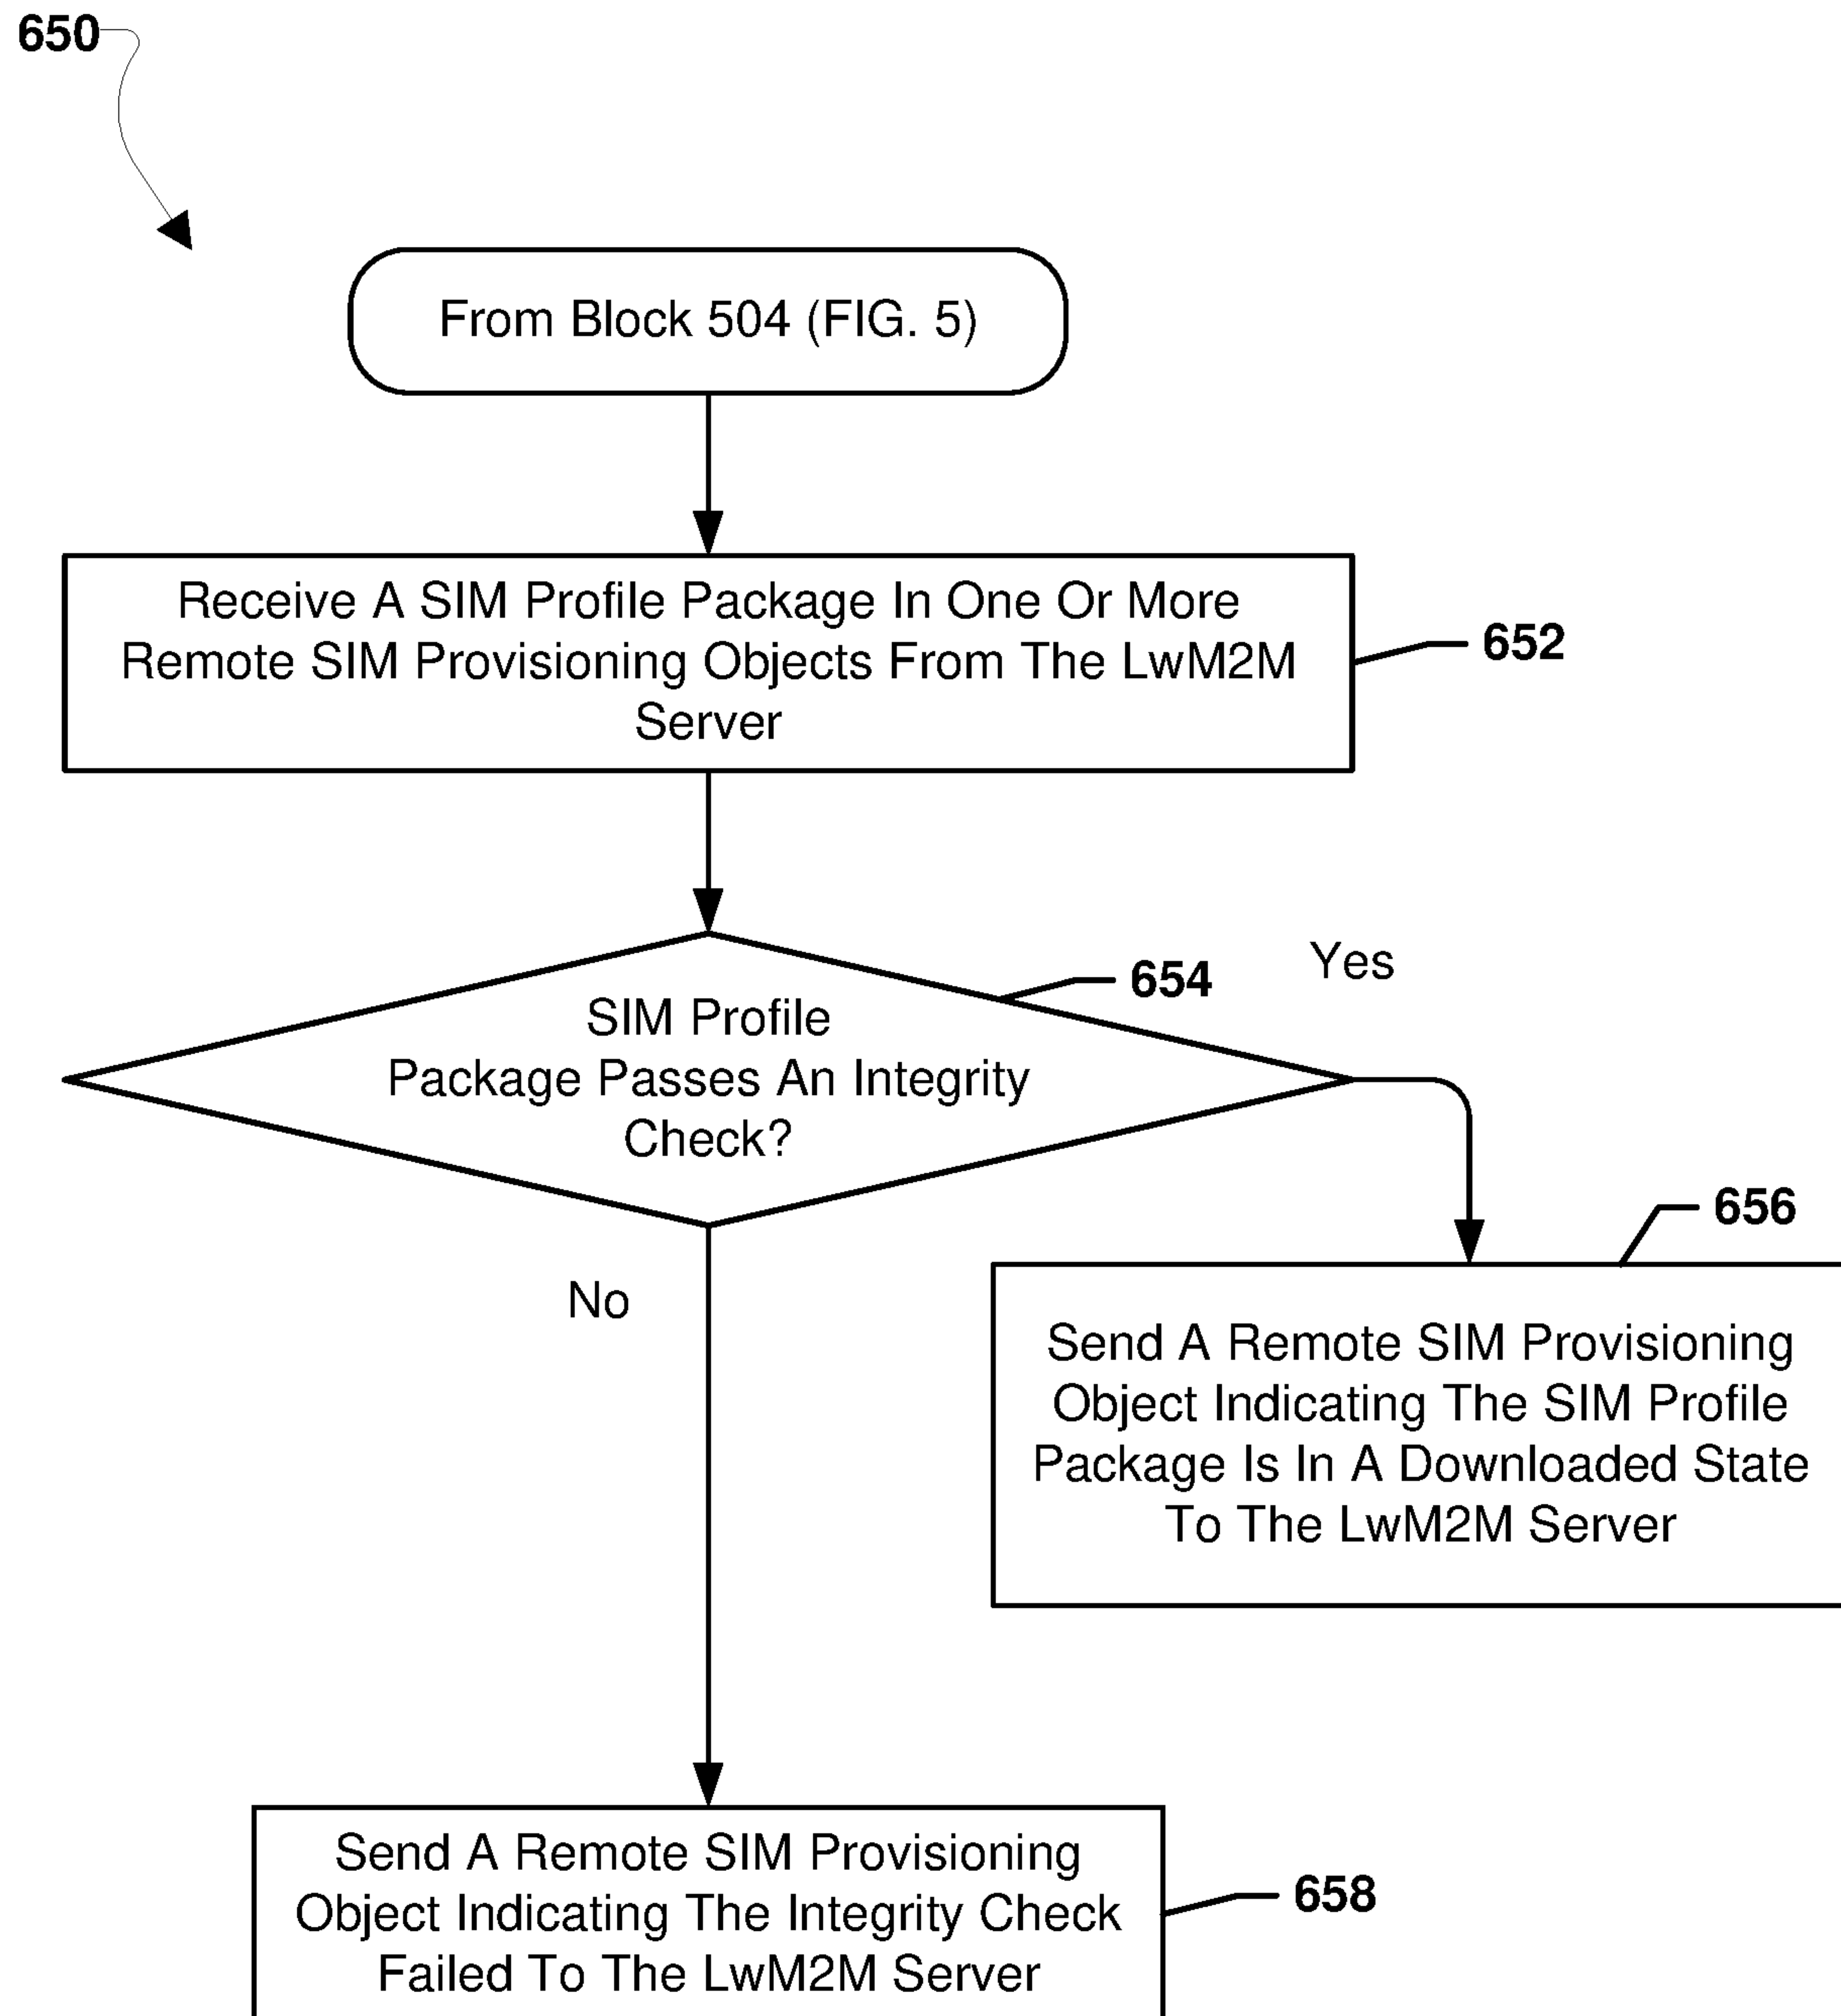 650
From Block 504 (FIG. 5)
Receive A SIM Profile Package In One Or More
Remote SIM Provisioning Objects From The LwM2M
Server
652
654
Yes
SIM Profile
Package Passes An Integrity
Check?
656
No
Send A Remote SIM Provisioning
Object Indicating The SIM Profile
Package Is In A Downloaded State
To The LwM2M Server
Send A Remote SIM Provisioning
Object Indicating The Integrity Check
Failed To The LwM2M Server
658